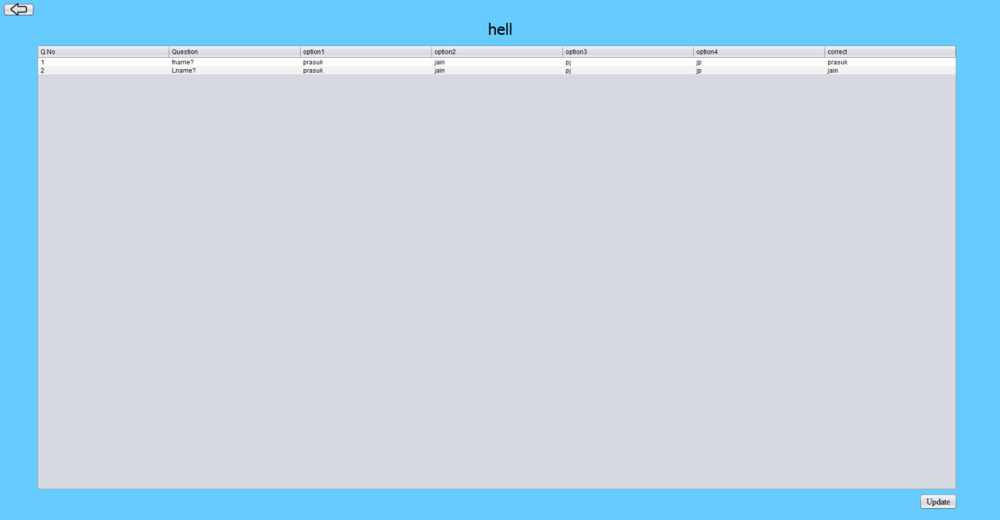 hell
Q.No Question option1 option2 option3 option4 correct
1 fname? prasuk jain pj jp prasuk
2 Lname? prasuk jain pj jp jain
Update